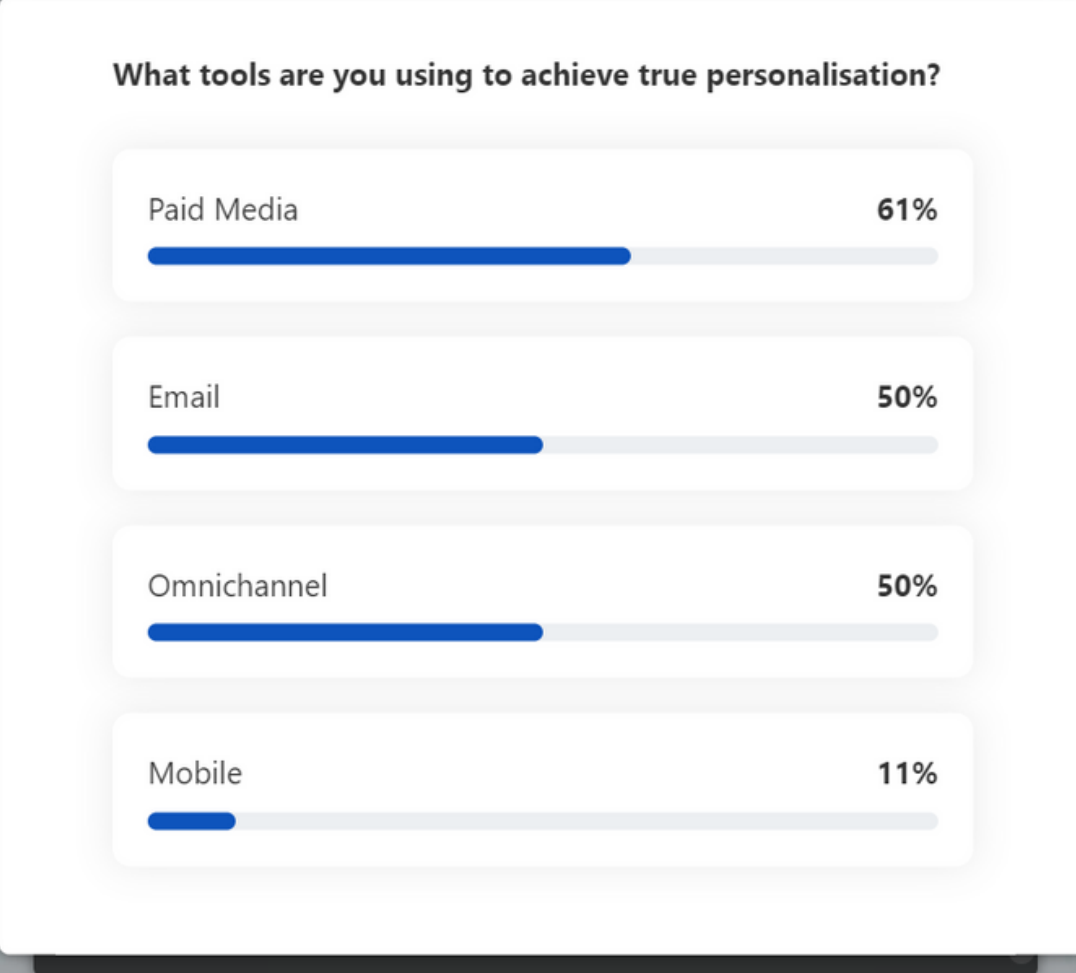 What tools are you using to achieve true personalisation?
Paid Media 61%
Email 50%
Omnichannel 50%
Mobile 11%